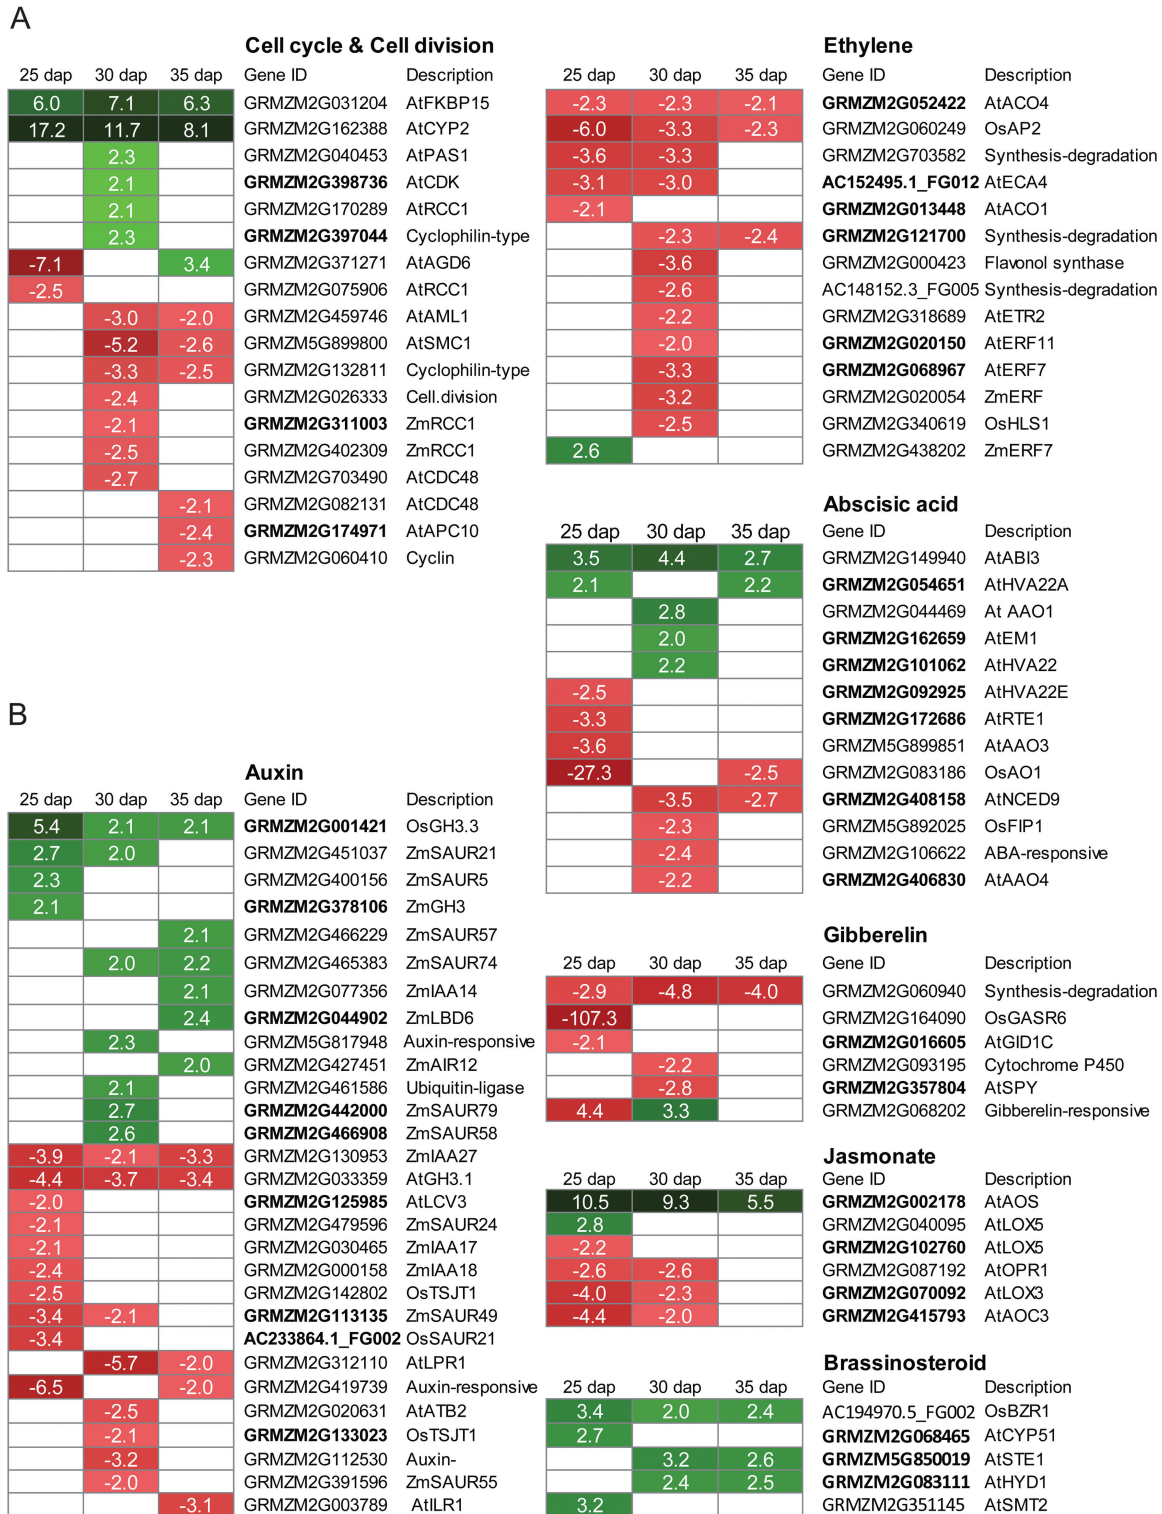 A
Cell cycle & Cell division
25 dap 30 dap 35 dap Gene ID Description
6.0 7.1 6.3 GRMZM2G031204 AtFKBP15
17.2 11.7 8.1 GRMZM2G162388 AtCYP2
2.3 GRMZM2G040453 AtPAS1
2.1 GRMZM2G398736 AtCDK
2.1 GRMZM2G170289 AtRCC1
2.3 GRMZM2G397044 Cyclophilin-type
-7.1 3.4 GRMZM2G371271 AtAGD6
-2.5 GRMZM2G075906 AtRCC1
-3.0 -2.0 GRMZM2G459746 AtAML1
-5.2 -2.6 GRMZM5G899800 AtSMC1
-3.3 -2.5 GRMZM2G132811 Cyclophilin-type
-2.4 GRMZM2G026333 Cell.division
-2.1 GRMZM2G311003 ZmRCC1
-2.5 GRMZM2G402309 ZmRCC1
-2.7 GRMZM2G703490 AtCDC48
-2.1 GRMZM2G082131 AtCDC48
-2.4 GRMZM2G174971 AtAPC10
-2.3 GRMZM2G060410 Cyclin
B
Auxin
25 dap 30 dap 35 dap Gene ID Description
5.4 2.1 2.1 GRMZM2G001421 OsGH3.3
2.7 2.0 GRMZM2G451037 ZmSAUR21
2.3 GRMZM2G400156 ZmSAUR5
2.1 GRMZM2G378106 ZmGH3
2.1 GRMZM2G466229 ZmSAUR57
2.0 2.2 GRMZM2G465383 ZmSAUR74
2.1 GRMZM2G077356 ZmIAA14
2.4 GRMZM2G044902 ZmLBD6
2.3 GRMZM5G817948 Auxin-responsive
2.0 GRMZM2G427451 ZmAIR12
2.1 GRMZM2G461586 Ubiquitin-ligase
2.7 GRMZM2G442000 ZmSAUR79
2.6 GRMZM2G466908 ZmSAUR58
-3.9 -2.1 -3.3 GRMZM2G130953 ZmIAA27
-4.4 -3.7 -3.4 GRMZM2G033359 AtGH3.1
-2.0 GRMZM2G125985 AtLCV3
-2.1 GRMZM2G479596 ZmSAUR24
-2.1 GRMZM2G030465 ZmIAA17
-2.4 GRMZM2G000158 ZmIAA18
-2.5 GRMZM2G142802 OsTSJT1
-3.4 -2.1 GRMZM2G113135 ZmSAUR49
-3.4 AC233864.1_FG002 OsSAUR21
-5.7 -2.0 GRMZM2G312110 AtLPR1
-6.5 -2.0 GRMZM2G419739 Auxin-responsive
-2.5 GRMZM2G020631 AtATB2
-2.1 GRMZM2G133023 OsTSJT1
-3.2 GRMZM2G112530 Auxin-
-2.0 GRMZM2G391596 ZmSAUR55
-3.1 GRMZM2G003789 AtILR1
Ethylene
25 dap 30 dap 35 dap Gene ID Description
-2.3 -2.3 -2.1 GRMZM2G052422 AtACO4
-6.0 -3.3 -2.3 GRMZM2G060249 OsAP2
-3.6 -3.3 GRMZM2G703582 Synthesis-degradation
-3.1 -3.0 AC152495.1_FG012 AtECA4
-2.1 GRMZM2G013448 AtACO1
-2.3 -2.4 GRMZM2G121700 Synthesis-degradation
-3.6 GRMZM2G000423 Flavonol synthase
-2.6 AC148152.3_FG005 Synthesis-degradation
-2.2 GRMZM2G318689 AtETR2
-2.0 GRMZM2G020150 AtERF11
-3.3 GRMZM2G068967 AtERF7
-3.2 GRMZM2G020054 ZmERF
-2.5 GRMZM2G340619 OsHLS1
2.6 GRMZM2G438202 ZmERF7
Abscisic acid
25 dap 30 dap 35 dap Gene ID Description
3.5 4.4 2.7 GRMZM2G149940 AtABI3
2.1 2.2 GRMZM2G054651 AtHVA22A
2.8 GRMZM2G044469 At AAO1
2.0 GRMZM2G162659 AtEM1
2.2 GRMZM2G101062 AtHVA22
-2.5 GRMZM2G092925 AtHVA22E
-3.3 GRMZM2G172686 AtRTE1
-3.6 GRMZM5G899851 AtAAO3
-27.3 -2.5 GRMZM2G083186 OsAO1
-3.5 -2.7 GRMZM2G408158 AtNCED9
-2.3 GRMZM5G892025 OsFIP1
-2.4 GRMZM2G106622 ABA-responsive
-2.2 GRMZM2G406830 AtAAO4
Gibberelin
25 dap 30 dap 35 dap Gene ID Description
-2.9 -4.8 -4.0 GRMZM2G060940 Synthesis-degradation
-107.3 GRMZM2G164090 OsGASR6
-2.1 GRMZM2G016605 AtGID1C
-2.2 GRMZM2G093195 Cytochrome P450
-2.8 GRMZM2G357804 AtSPY
4.4 3.3 GRMZM2G068202 Gibberelin-responsive
Jasmonate
25 dap 30 dap 35 dap Gene ID Description
10.5 9.3 5.5 GRMZM2G002178 AtAOS
2.8 GRMZM2G040095 AtLOX5
-2.2 GRMZM2G102760 AtLOX5
-2.6 -2.6 GRMZM2G087192 AtOPR1
-4.0 -2.3 GRMZM2G070092 AtLOX3
-4.4 -2.0 GRMZM2G415793 AtAOC3
Brassinosteroid
25 dap 30 dap 35 dap Gene ID Description
3.4 2.0 2.4 AC194970.5_FG002 OsBZR1
2.7 GRMZM2G068465 AtCYP51
3.2 2.6 GRMZM5G850019 AtSTE1
2.4 2.5 GRMZM2G083111 AtHYD1
3.2 GRMZM2G351145 AtSMT2